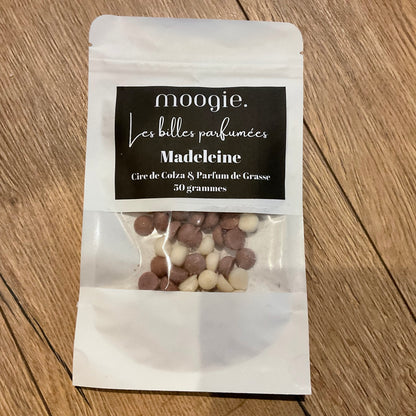 moogie.
Les billes parfumées
Madeleine
Cire de Colza & Parfum de Grasse
50 grammes